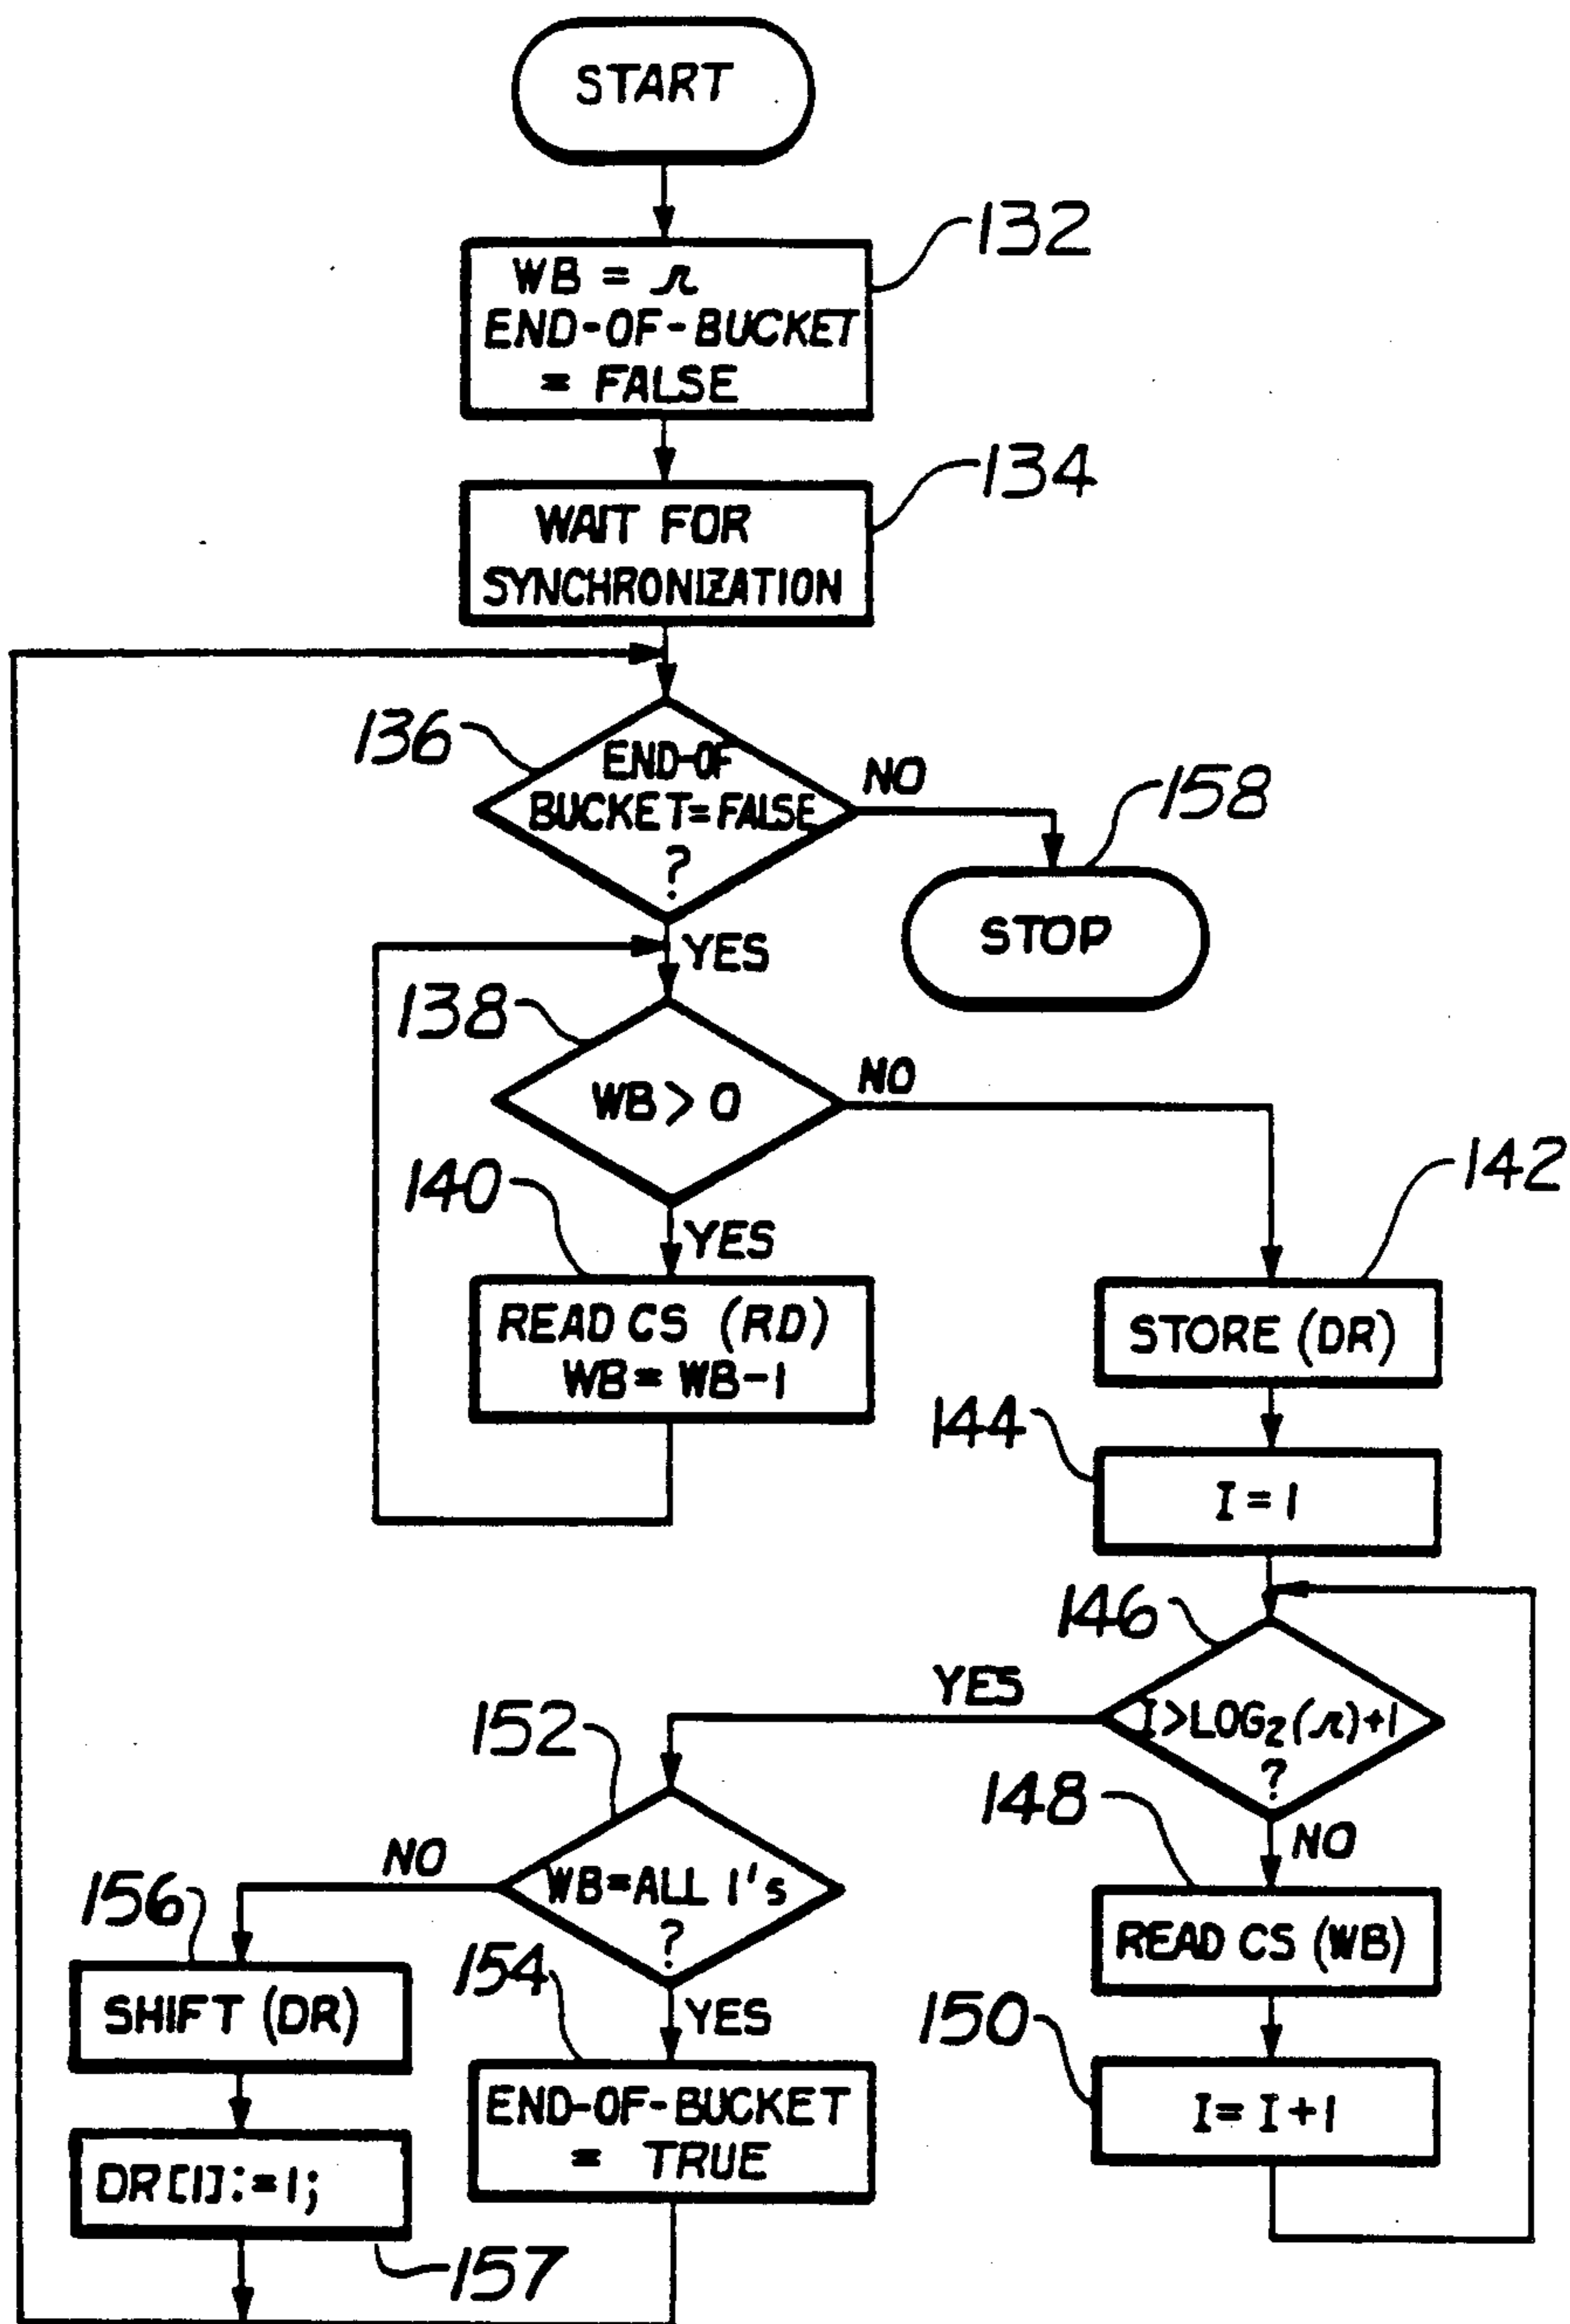 START
132
WB = r
END-OF-BUCKET
= FALSE
134
WAIT FOR
SYNCHRONIZATION
136
END-OF
BUCKET=FALSE
?
NO
158
STOP
YES
138
WB > 0
NO
140
YES
142
READ CS (RD)
WB = WB-1
STORE (DR)
144
I = 1
146
YES
I>LOG2(r)+1
?
152
148
NO
NO
WB=ALL 1's
?
READ CS (WB)
156
154
YES
SHIFT (DR)
150
END-OF-BUCKET
= TRUE
I= I+1
DR[1]:=1;
157